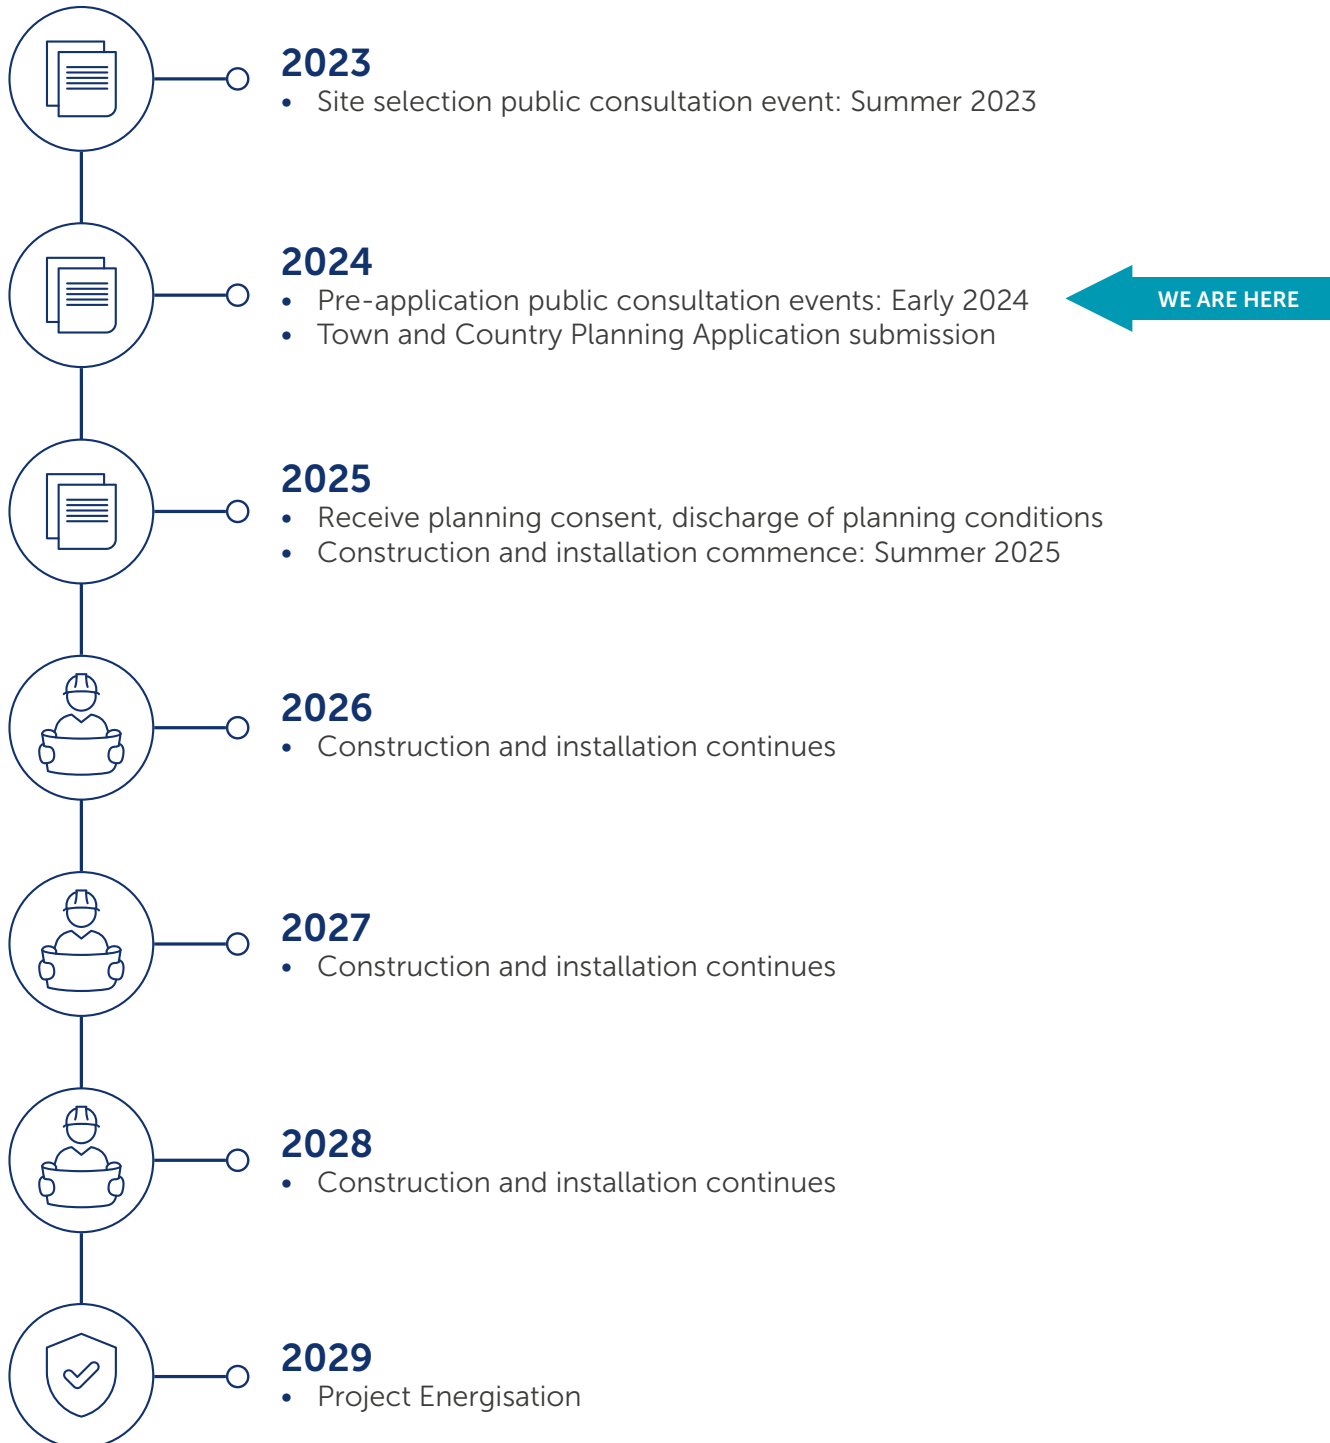 2023
• Site selection public consultation event: Summer 2023
2024
• Pre-application public consultation events: Early 2024
WE ARE HERE
• Town and Country Planning Application submission
2025
• Receive planning consent, discharge of planning conditions
• Construction and installation commence: Summer 2025
2026
• Construction and installation continues
2027
• Construction and installation continues
2028
• Construction and installation continues
2029
• Project Energisation